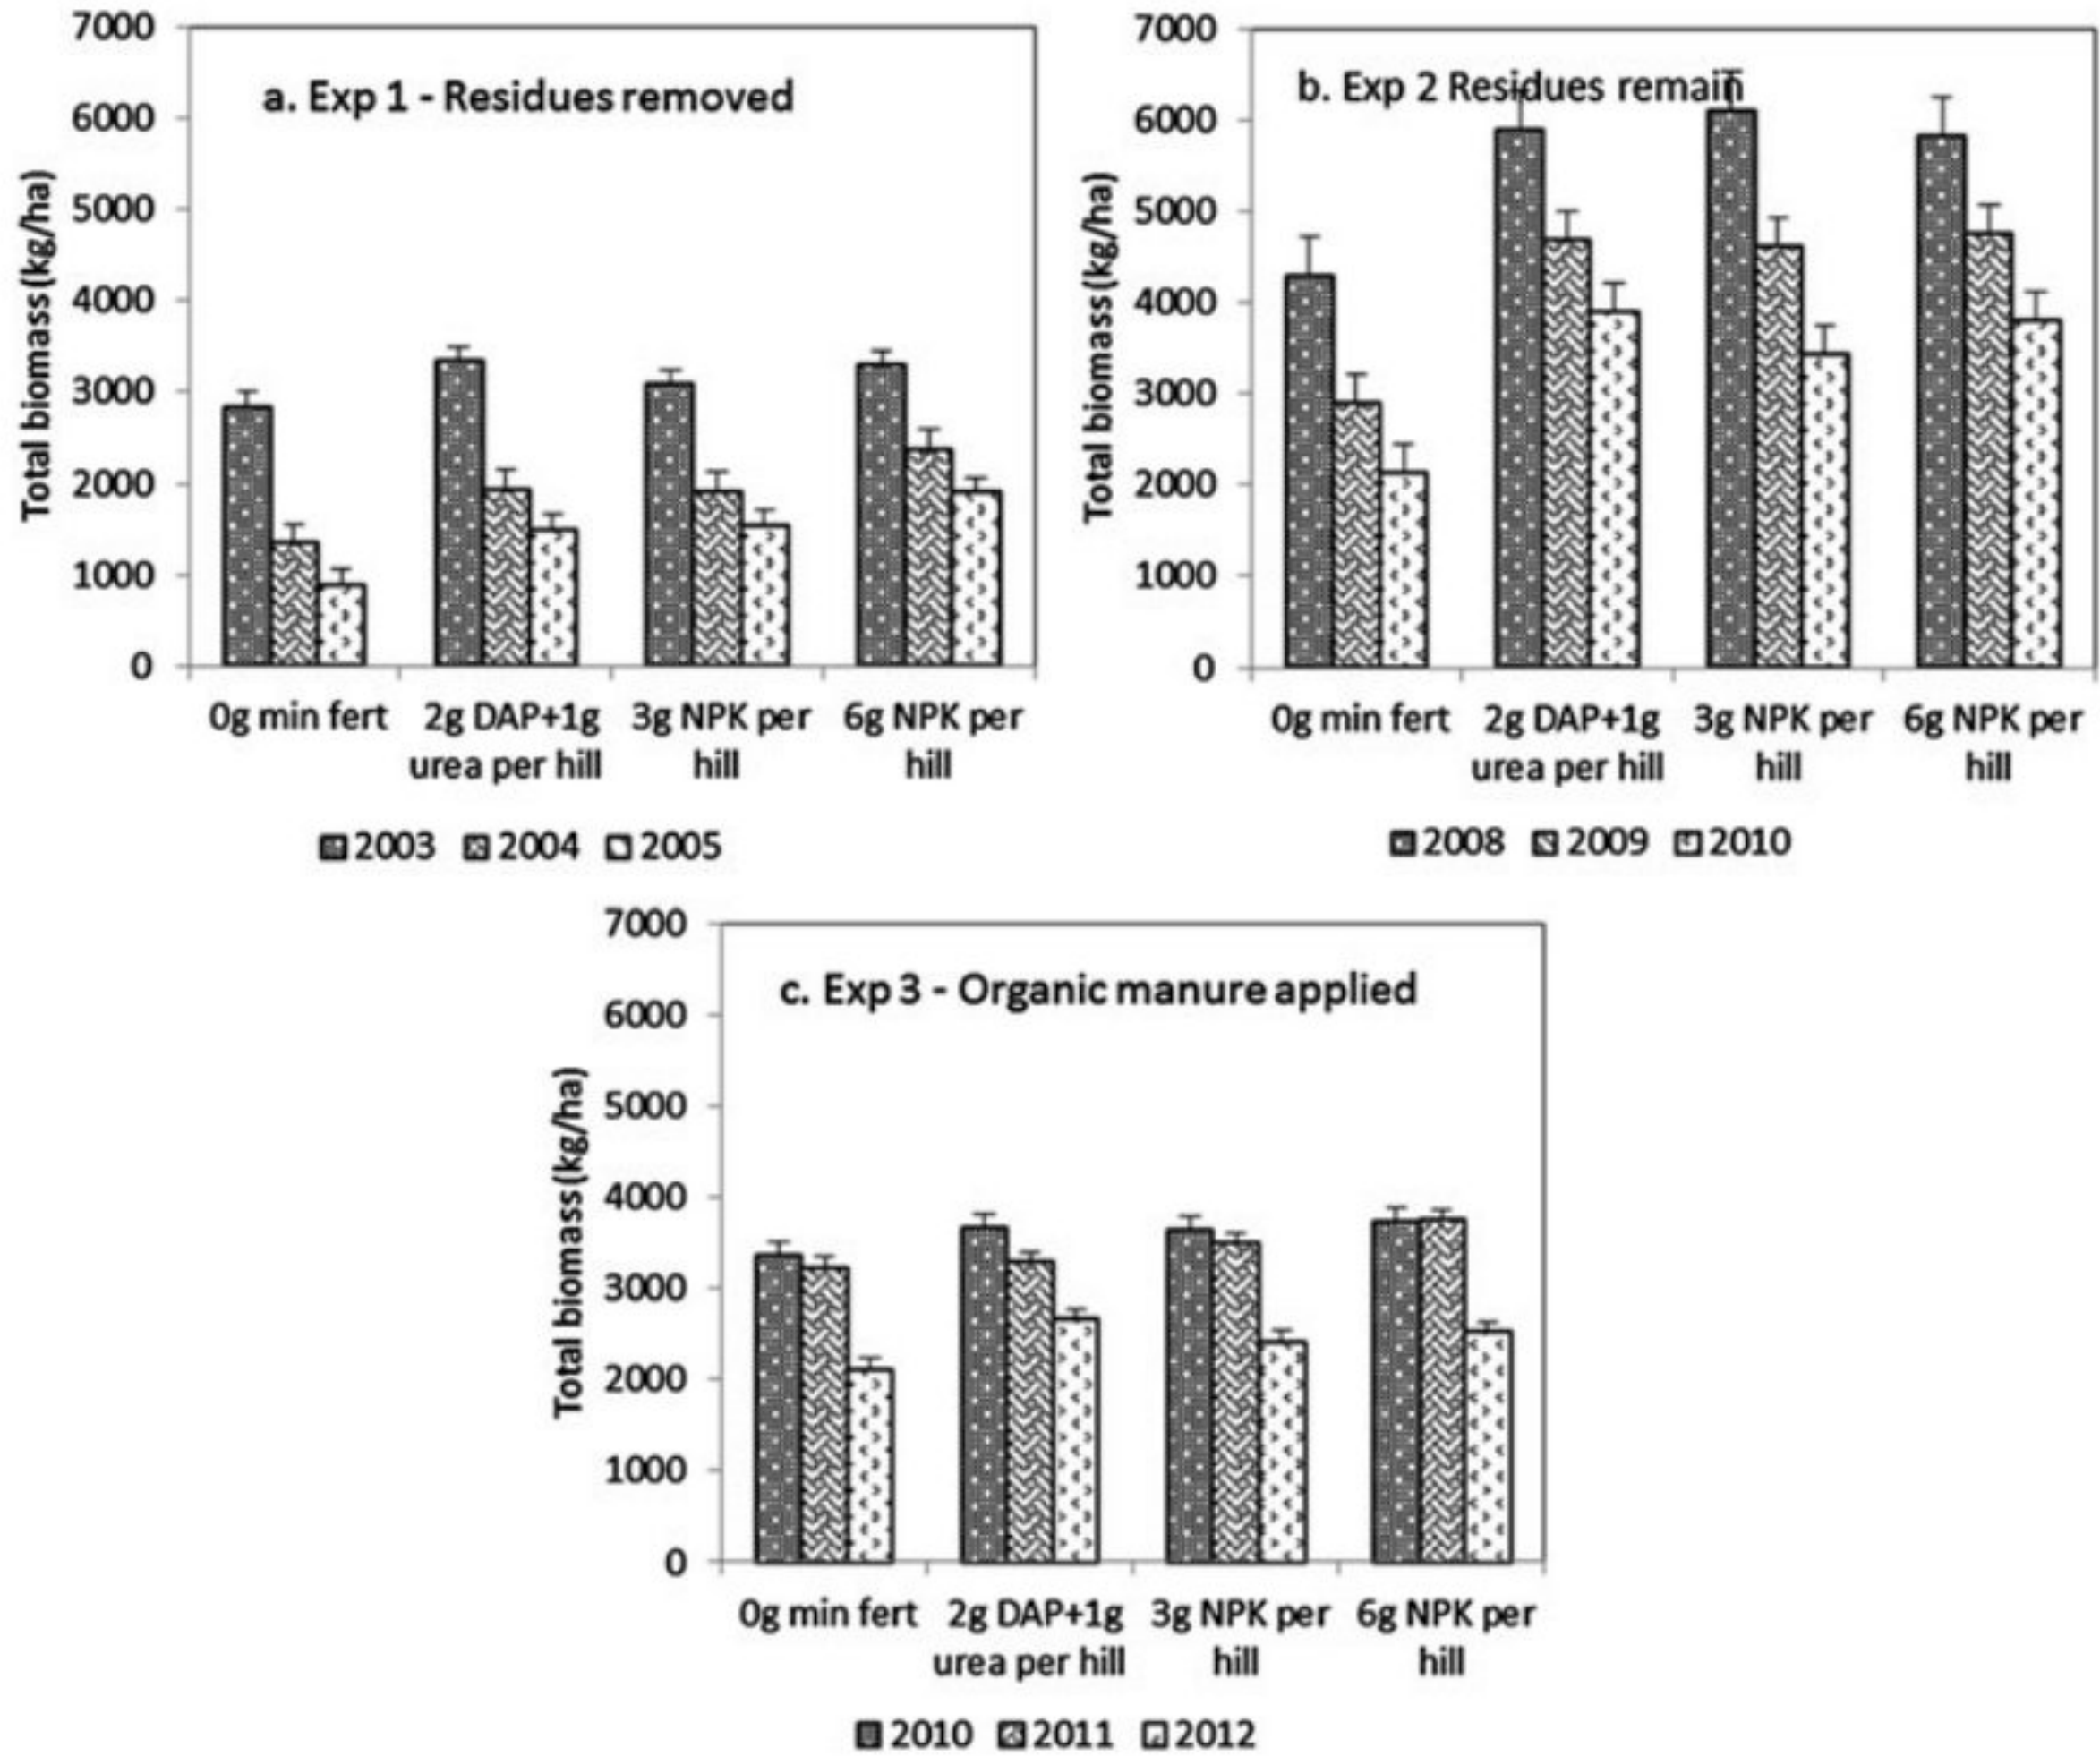 a. Exp 1 - Residues removed
Total biomass(kg/ha)
7000
6000
5000
4000
3000
2000
1000
0
0g min fert
2g DAP+1g
urea per hill
3g NPK per
hill
6g NPK per
hill
2003 2004 2005
b. Exp 2 Residues remain
Total biomass(kg/ha)
7000
6000
5000
4000
3000
2000
1000
0
0g min fert
2g DAP+1g
urea per hill
3g NPK per
hill
6g NPK per
hill
2008 2009 2010
c. Exp 3 - Organic manure applied
Total biomass(kg/ha)
7000
6000
5000
4000
3000
2000
1000
0
0g min fert
2g DAP+1g
urea per hill
3g NPK per
hill
6g NPK per
hill
2010 2011 2012